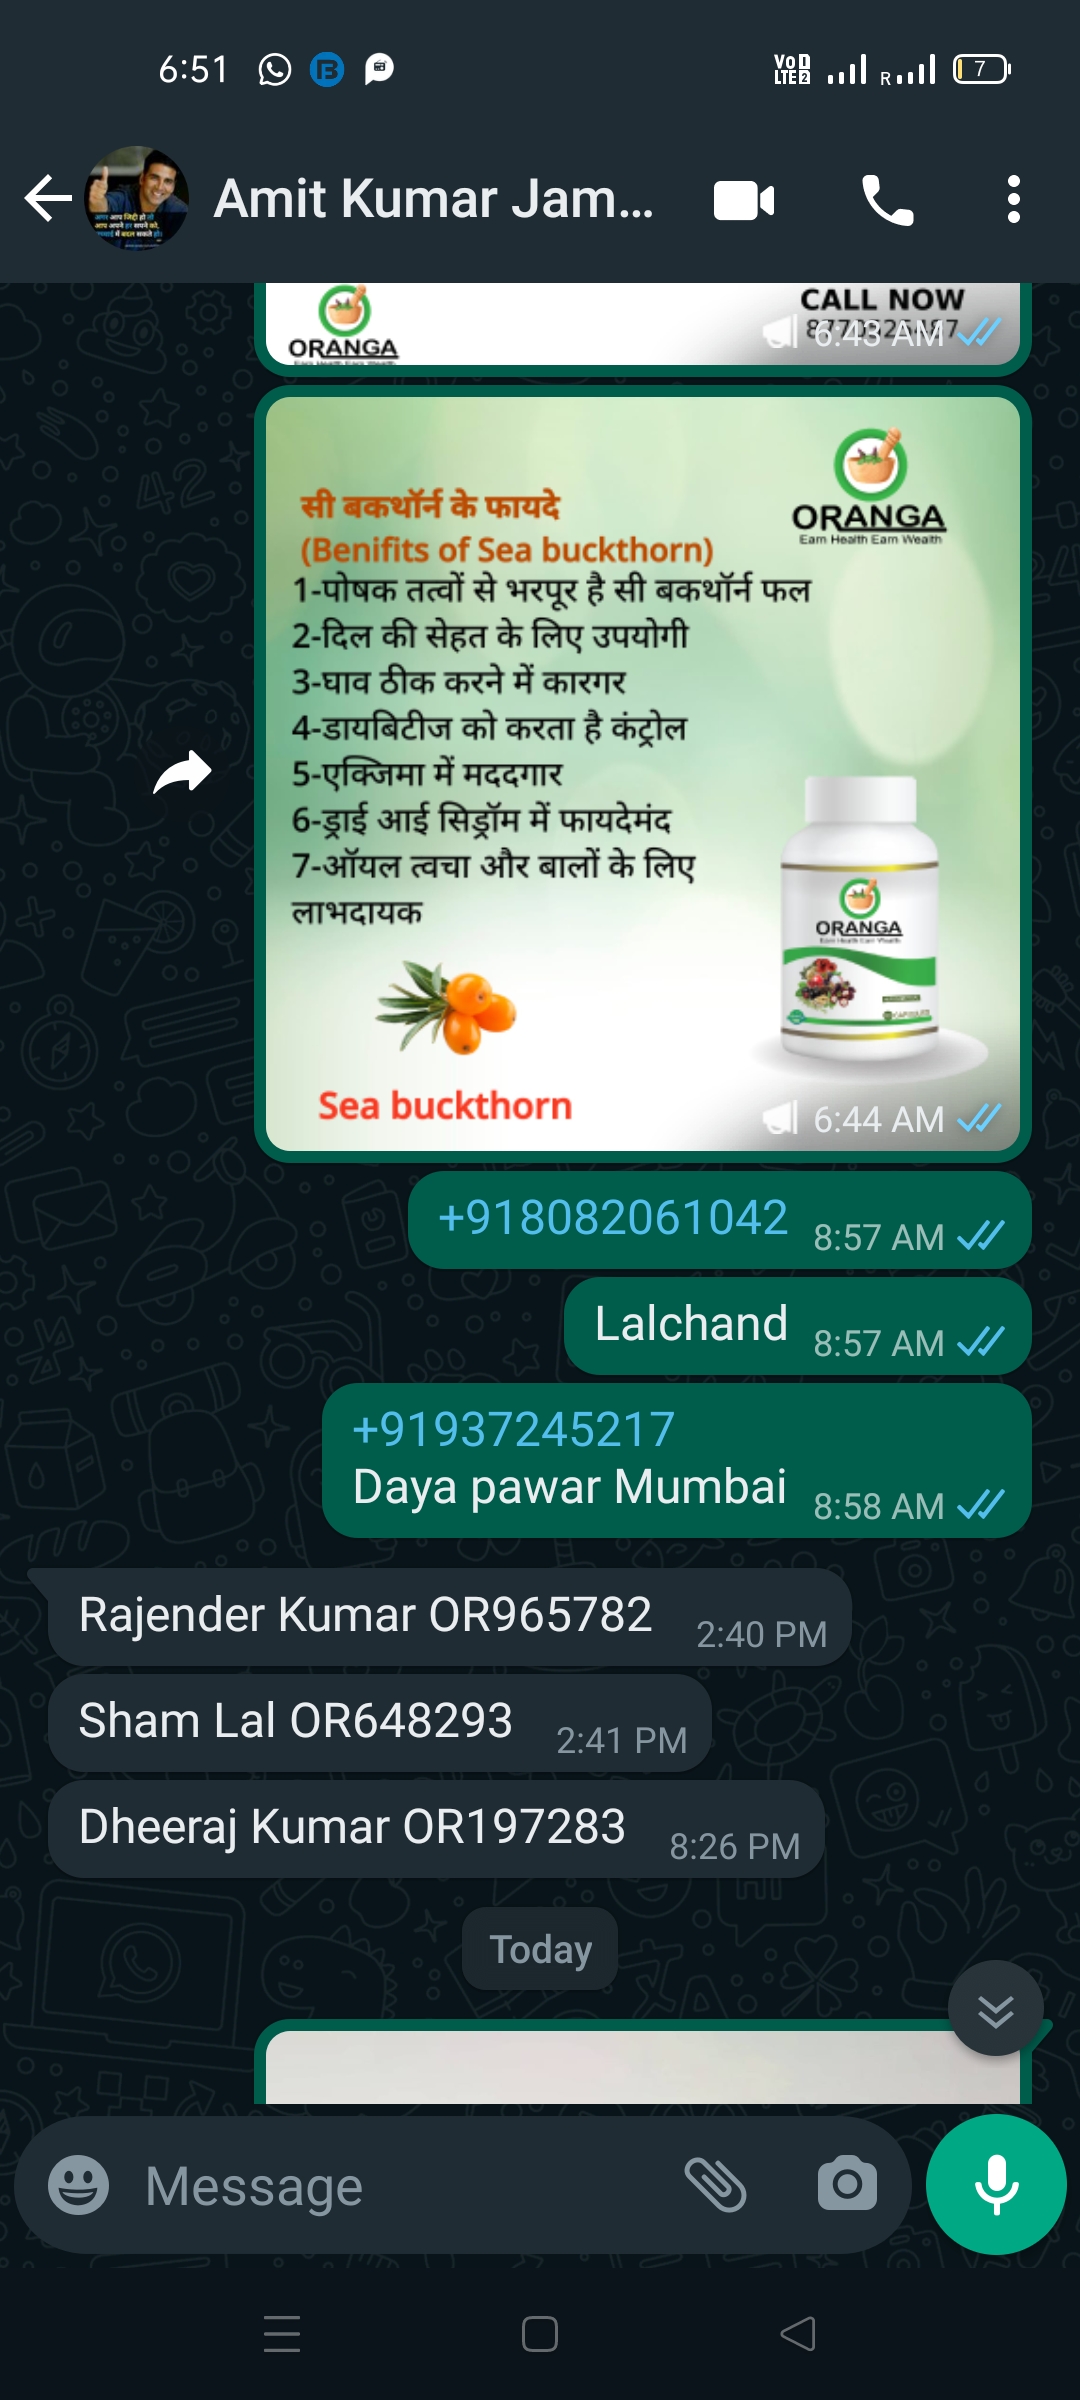 6:51
Vo 1
LTE 2
R
7
Amit Kumar Jam...
CALL NOW
ORANGA
6:43 AM
ORANGA
Earn Health Earn Wealth
सी बकथॉर्न के फायदे
(Benifits of Sea buckthorn)
1-पोषक तत्वों से भरपूर है सी बकथॉर्न फल
2-दिल की सेहत के लिए उपयोगी
3-घाव ठीक करने में कारगर
4-डायबिटीज को करता है कंट्रोल
5-एक्जिमा में मददगार
6-ड्राई आई सिड्रॉम में फायदेमंद
7-ऑयल त्वचा और बालों के लिए
लाभदायक
ORANGA
Sea buckthorn
6:44 AM
+918082061042
8:57 AM
Lalchand
8:57 AM
+91937245217
Daya pawar Mumbai
8:58 AM
Rajender Kumar OR965782
2:40 PM
Sham Lal OR648293
2:41 PM
Dheeraj Kumar OR197283
8:26 PM
Today
Message